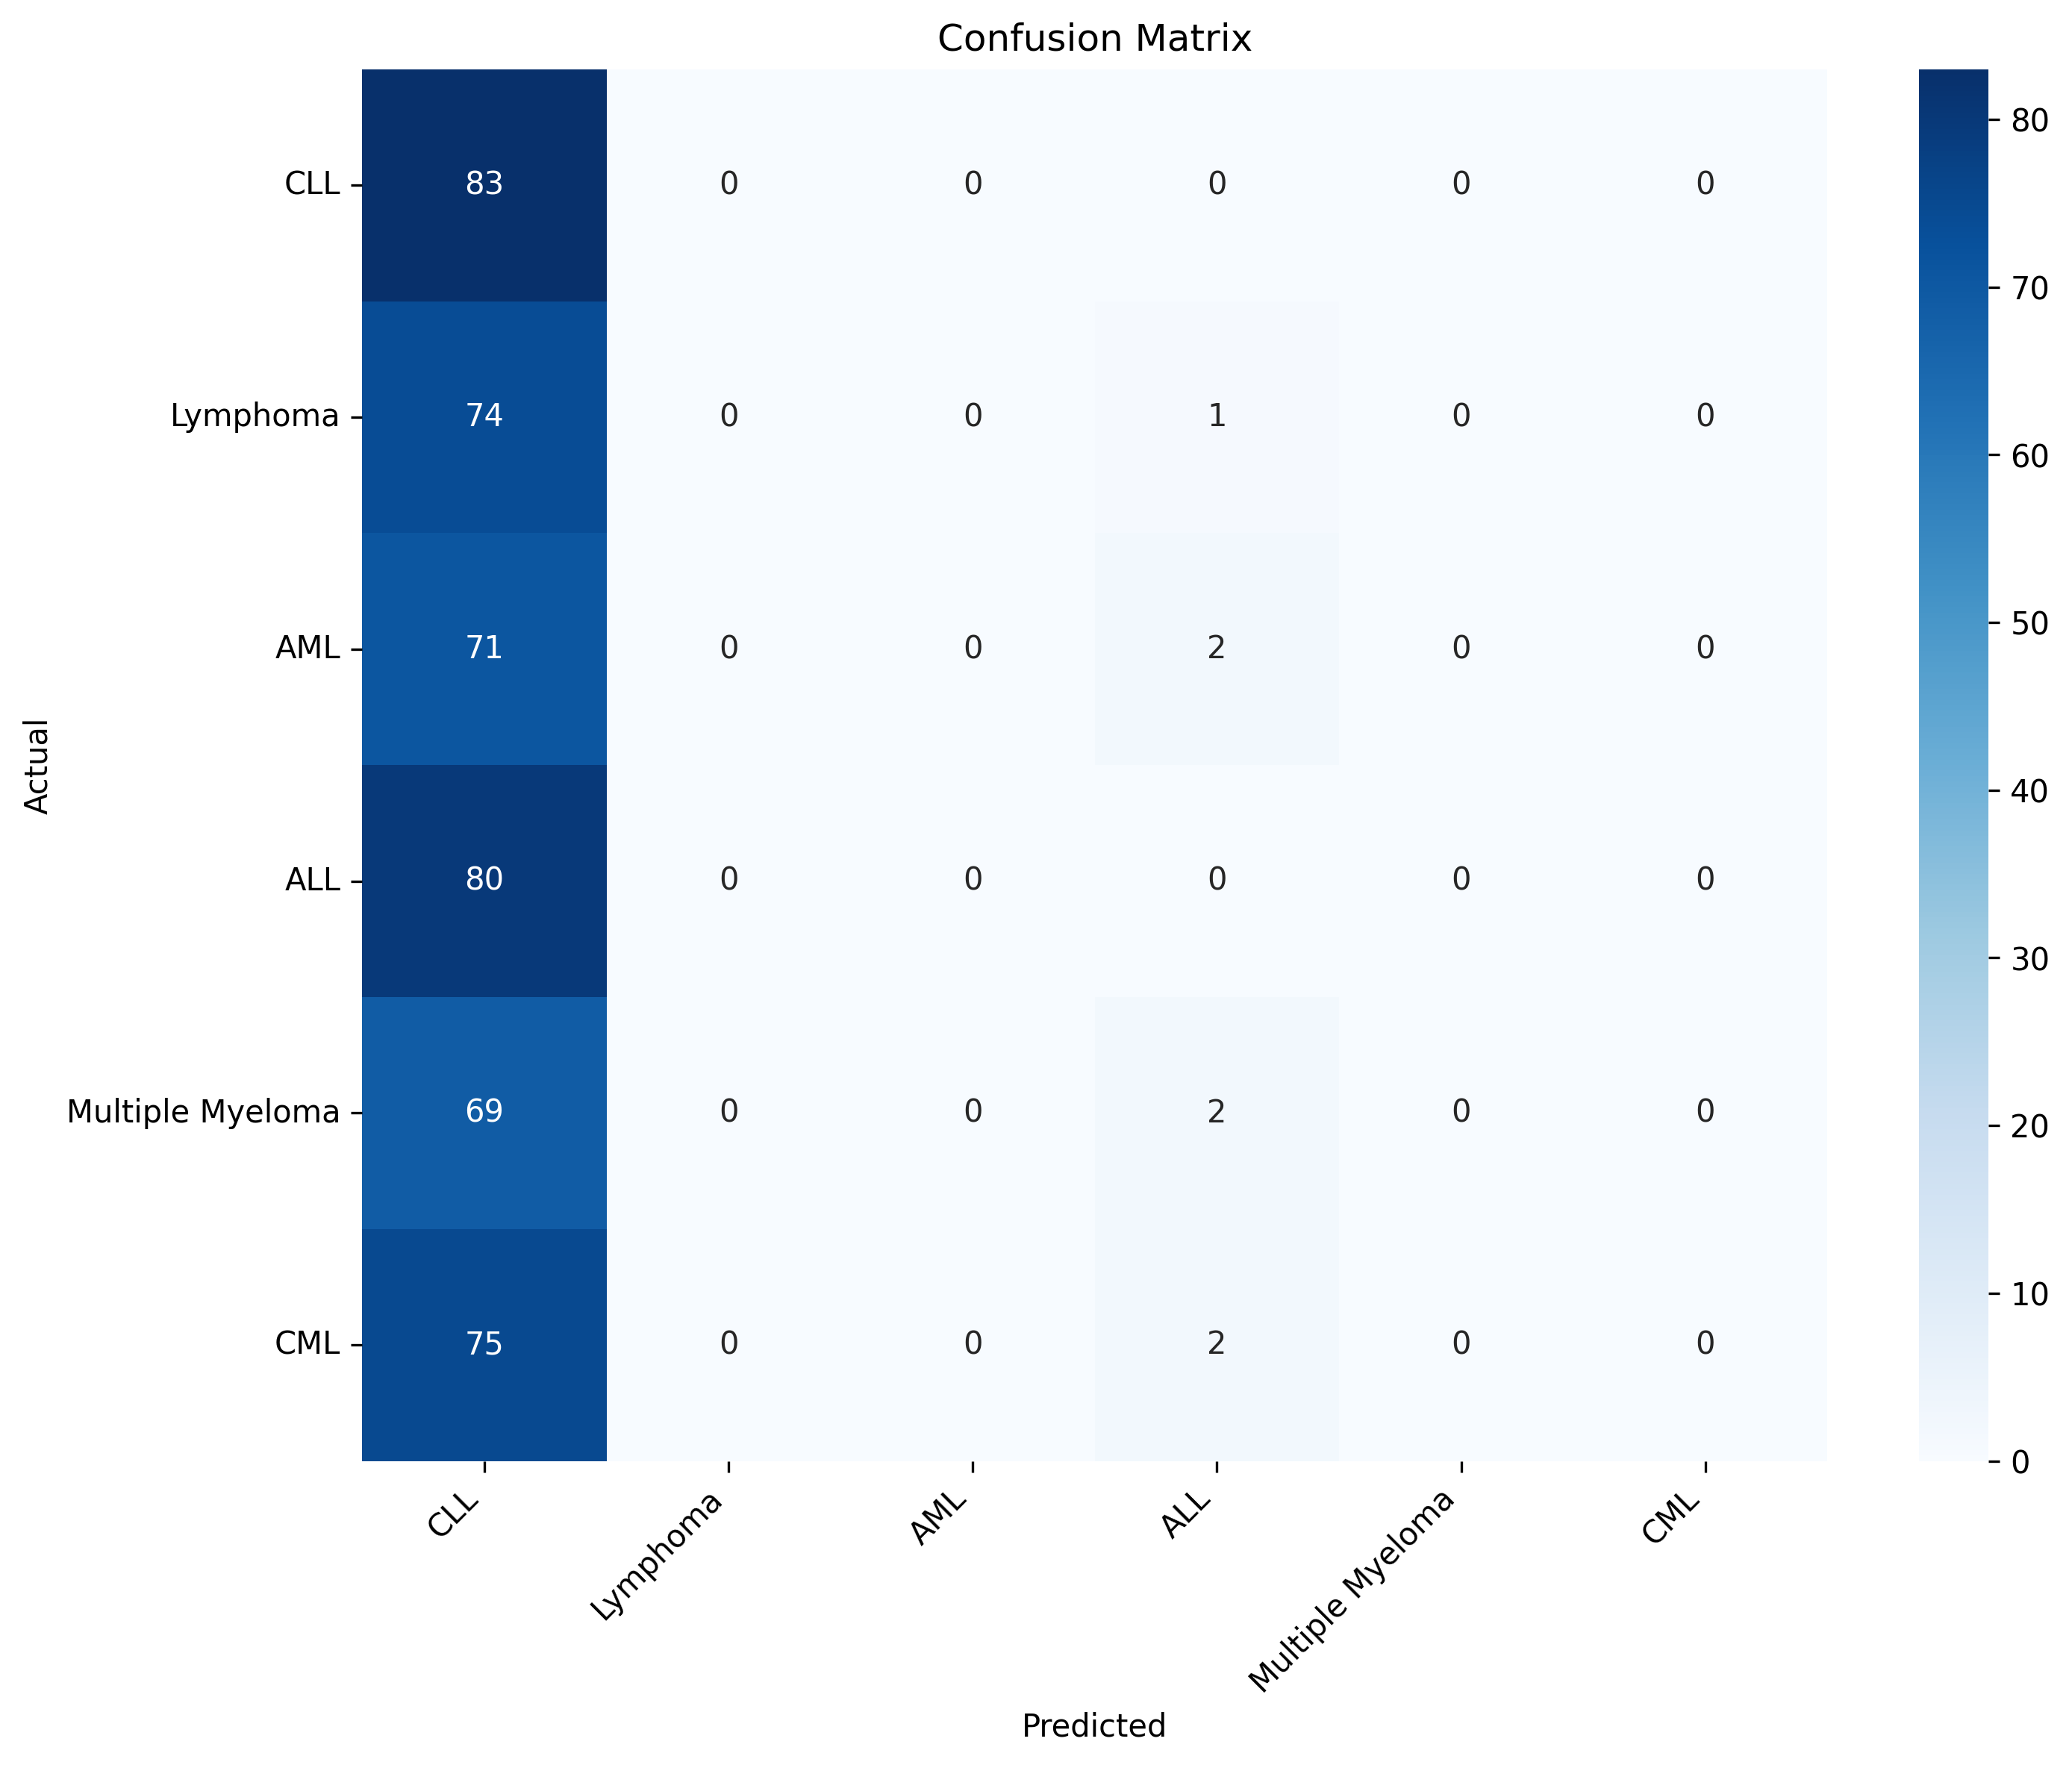 Confusion Matrix
CLL 83 0 0 0 0 0
Lymphoma 74 0 0 1 0 0
AML 71 0 0 2 0 0
ALL 80 0 0 0 0 0
Multiple Myeloma 69 0 0 2 0 0
CML 75 0 0 2 0 0
Actual
CLL Lymphoma AML ALL Multiple Myeloma CML
Predicted
80
70
60
50
40
30
20
10
0